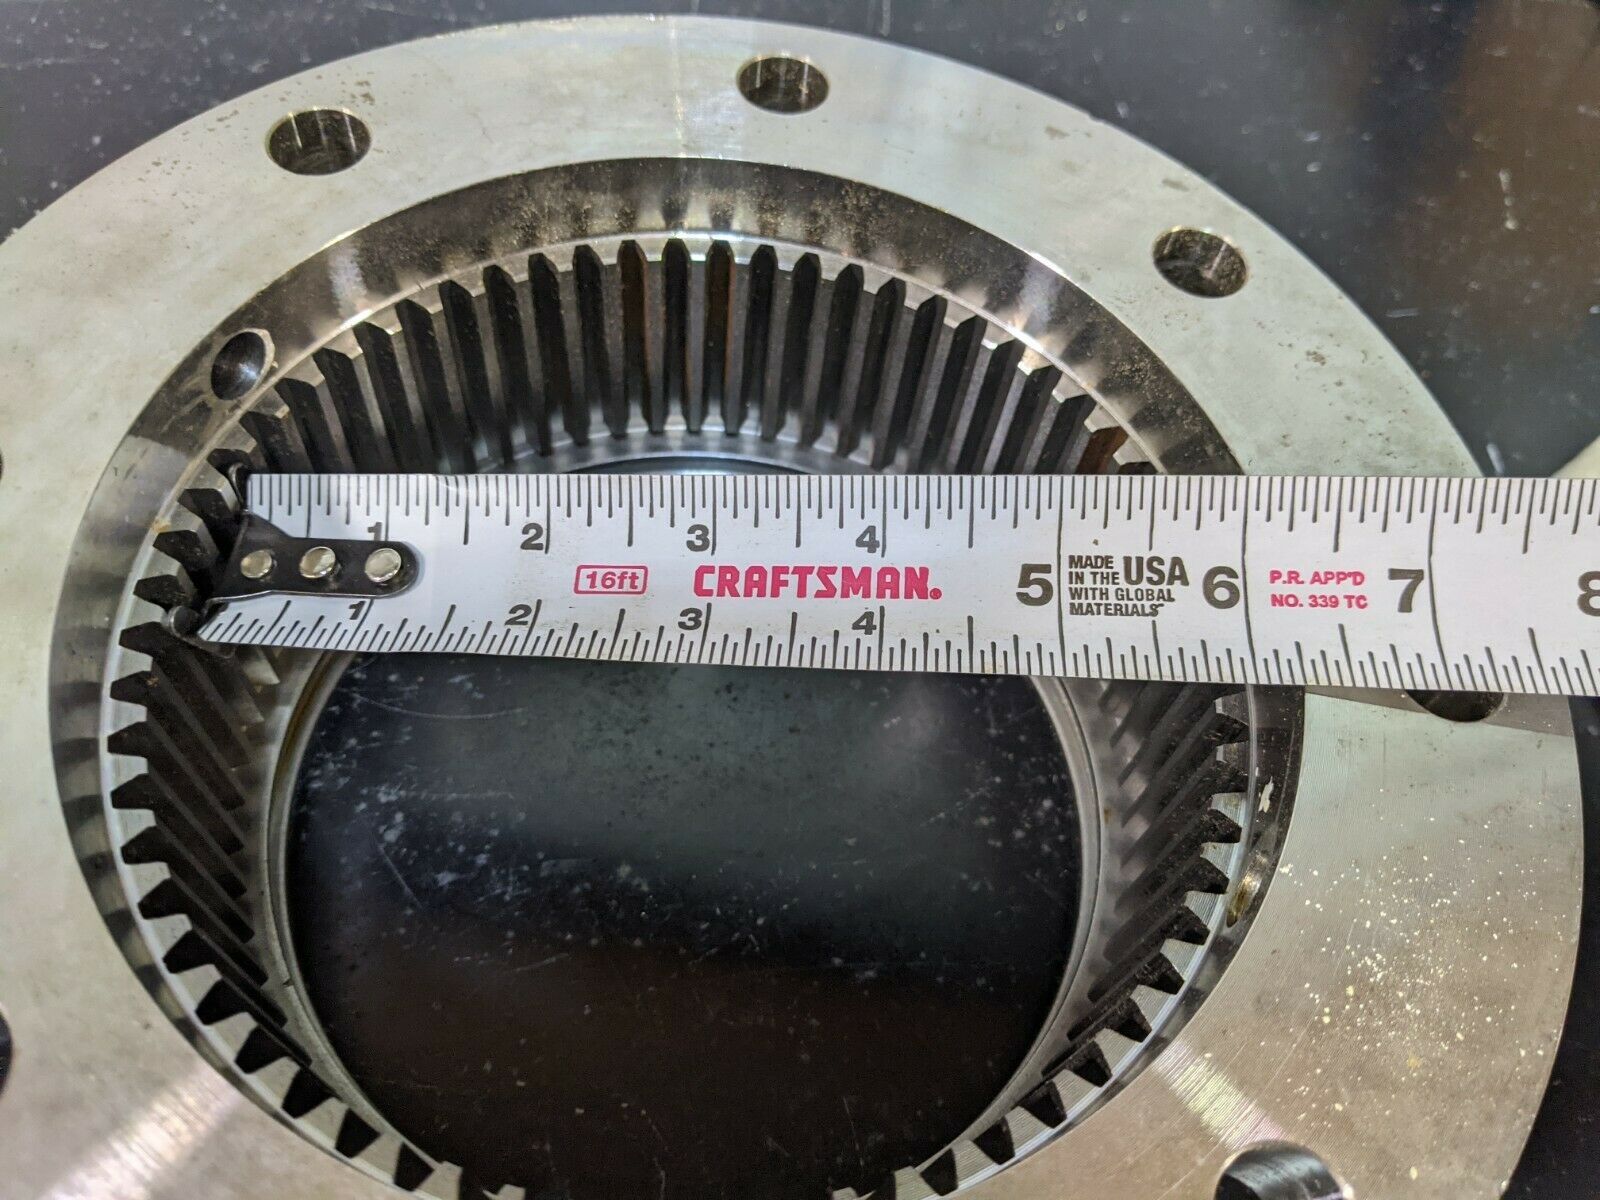 1 2 3 4
16ft CRAFTSMAN®
5
MADE
IN THE USA
WITH GLOBAL
MATERIALS
6
P.R. APP'D
NO. 339 TC
7 8
1 2 3 4